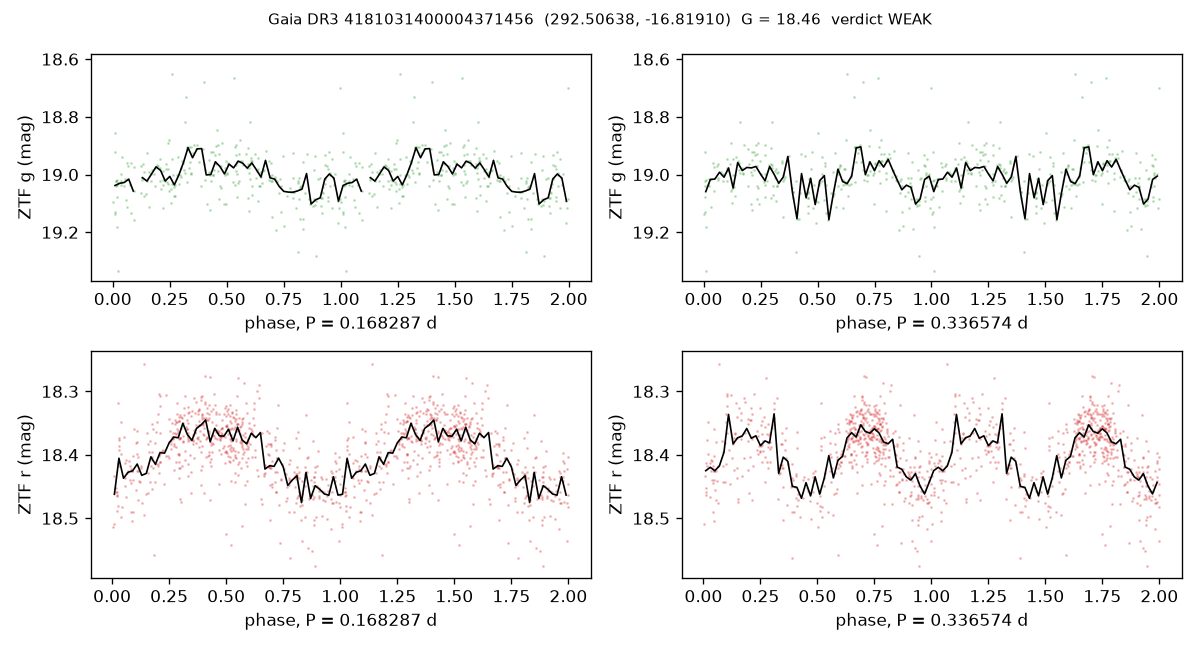 Gaia DR3 4181031400004371456  (292.50638, -16.81910)  G = 18.46  verdict WEAK
18.6
18.8
19.0
19.2
ZTF g (mag)
0.00 0.25 0.50 0.75 1.00 1.25 1.50 1.75 2.00
phase, P = 0.168287 d
18.6
18.8
19.0
19.2
ZTF g (mag)
0.00 0.25 0.50 0.75 1.00 1.25 1.50 1.75 2.00
phase, P = 0.336574 d
18.3
18.4
18.5
ZTF r (mag)
0.00 0.25 0.50 0.75 1.00 1.25 1.50 1.75 2.00
phase, P = 0.168287 d
18.3
18.4
18.5
ZTF r (mag)
0.00 0.25 0.50 0.75 1.00 1.25 1.50 1.75 2.00
phase, P = 0.336574 d